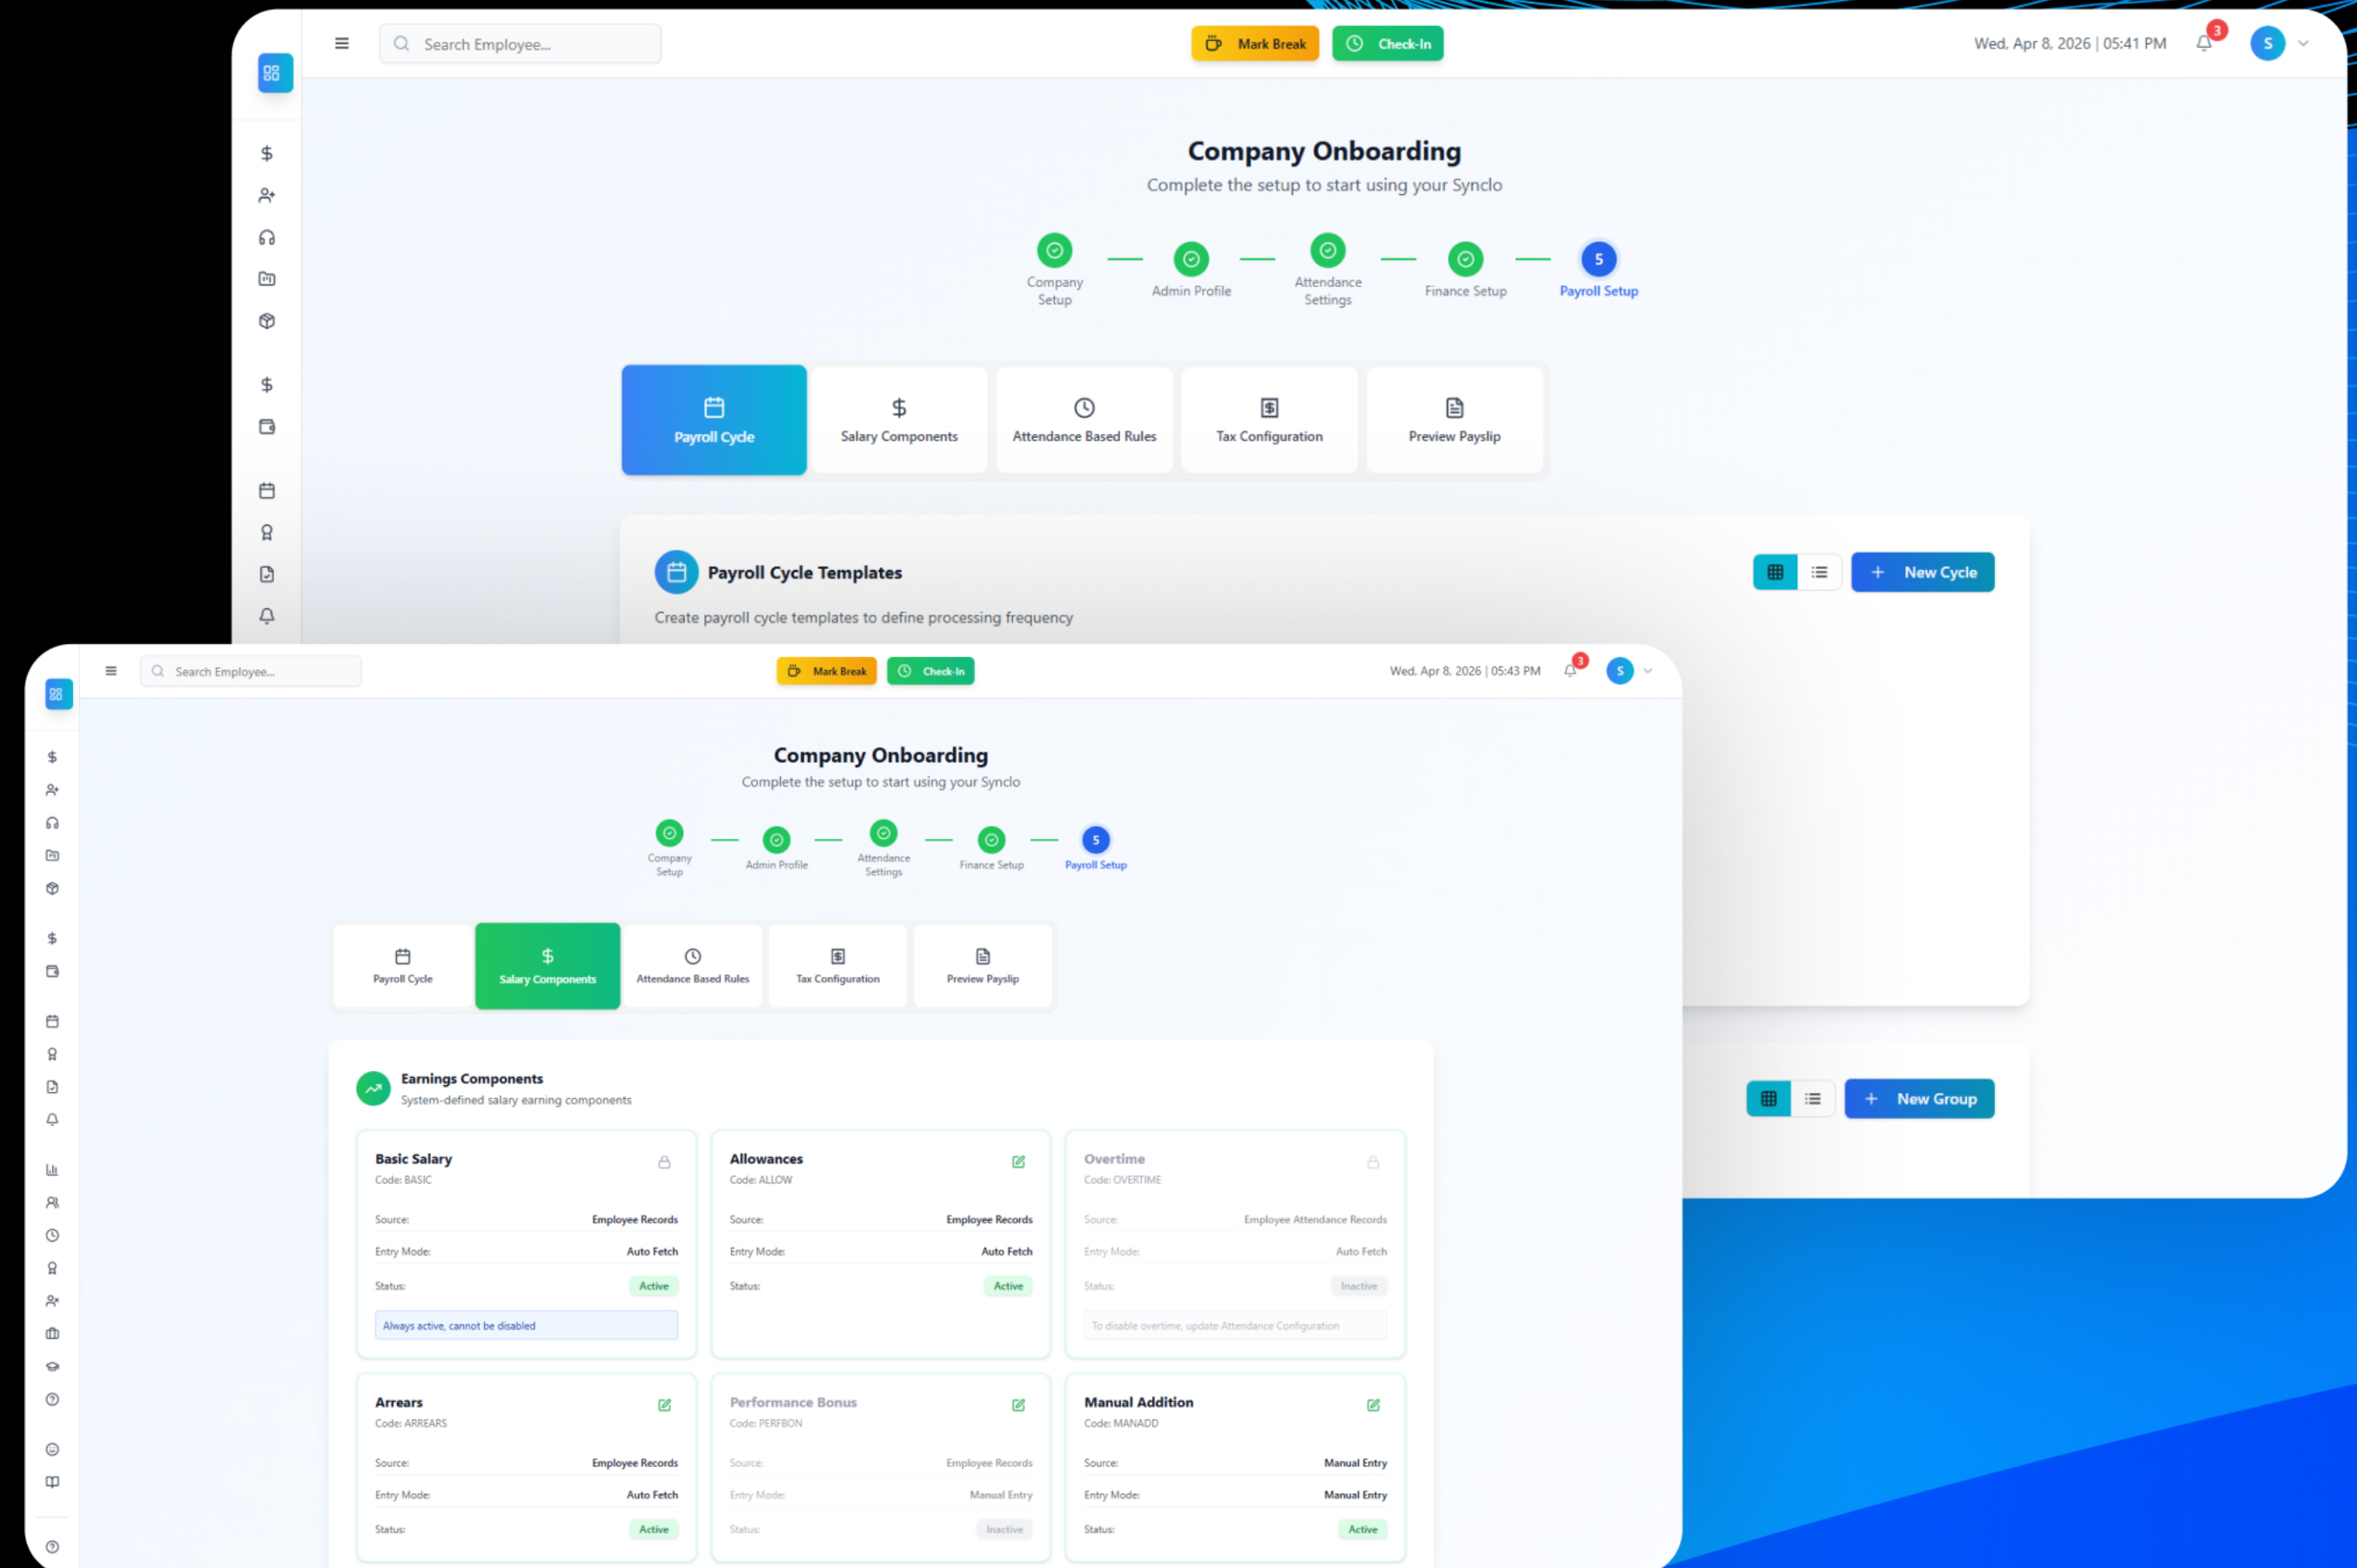 Search Employee...
Mark Break
Check-In
Wed, Apr 8, 2026 | 05:41 PM
3
S
Company Onboarding
Complete the setup to start using your Synclo
Company
Setup
Admin Profile
Attendance
Settings
Finance Setup
5
Payroll Setup
Payroll Cycle
Salary Components
Attendance Based Rules
Tax Configuration
Preview Payslip
Payroll Cycle Templates
New Cycle
Create payroll cycle templates to define processing frequency
New Group
Search Employee...
Mark Break
Check-In
Wed, Apr 8, 2026 | 05:43 PM
3
S
Company Onboarding
Complete the setup to start using your Synclo
Company
Setup
Admin Profile
Attendance
Settings
Finance Setup
5
Payroll Setup
Payroll Cycle
Salary Components
Attendance Based Rules
Tax Configuration
Preview Payslip
Earnings Components
System-defined salary earning components
Basic Salary
Code: BASIC
Source: Employee Records
Entry Mode: Auto Fetch
Status: Active
Always active, cannot be disabled
Allowances
Code: ALLOW
Source: Employee Records
Entry Mode: Auto Fetch
Status: Active
Overtime
Code: OVERTIME
Source: Employee Attendance Records
Entry Mode: Auto Fetch
Status: Inactive
To disable overtime, update Attendance Configuration
Arrears
Code: ARREARS
Source: Employee Records
Entry Mode: Auto Fetch
Status: Active
Performance Bonus
Code: PERFBON
Source: Employee Records
Entry Mode: Manual Entry
Status: Inactive
Manual Addition
Code: MANADD
Source: Manual Entry
Entry Mode: Manual Entry
Status: Active